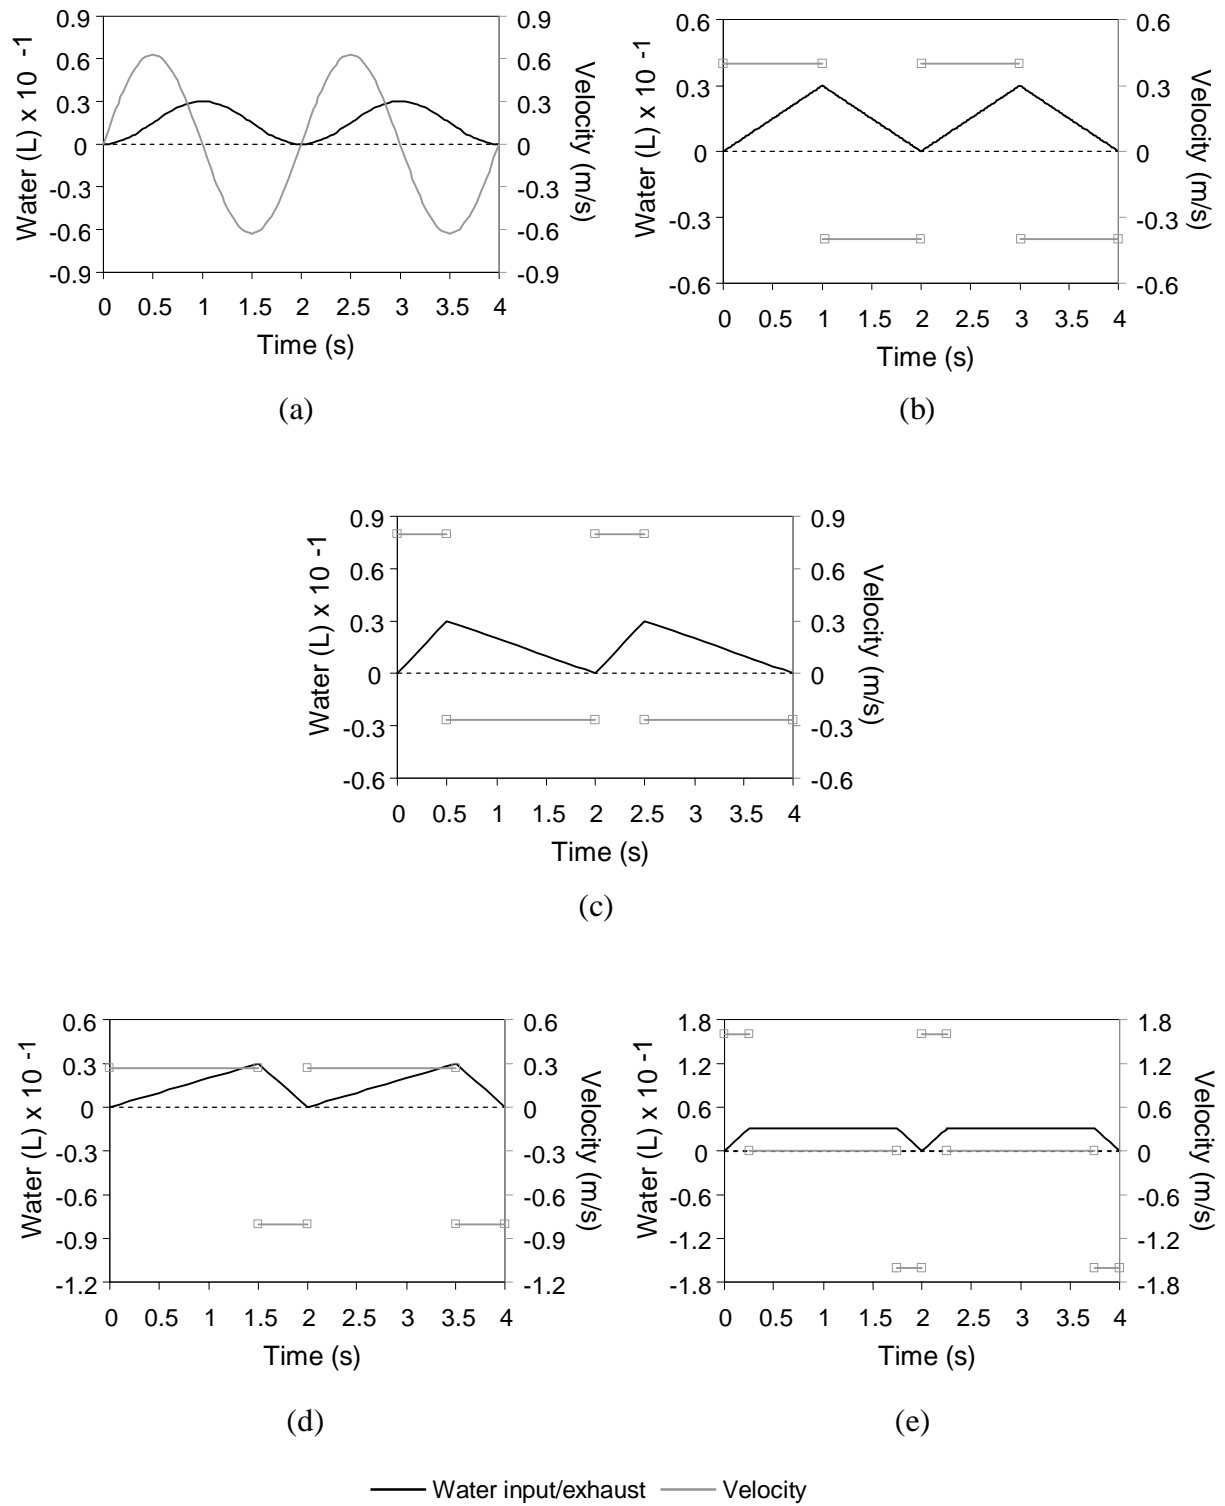 0.9 0.9
0.6 0.6
0.3 0.3
0 0
-0.3 -0.3
-0.6 -0.6
-0.9 -0.9
0 0.5 1 1.5 2 2.5 3 3.5 4
Time (s)
Water (L) x 10 -1
Velocity (m/s)
(a)
0.6 0.6
0.3 0.3
0 0
-0.3 -0.3
-0.6 -0.6
0 0.5 1 1.5 2 2.5 3 3.5 4
Time (s)
Water (L) x 10 -1
Velocity (m/s)
(b)
0.9 0.9
0.6 0.6
0.3 0.3
0 0
-0.3 -0.3
-0.6 -0.6
0 0.5 1 1.5 2 2.5 3 3.5 4
Time (s)
Water (L) x 10 -1
Velocity (m/s)
(c)
0.6 0.6
0.3 0.3
0 0
-0.3 -0.3
-0.6 -0.6
-0.9 -0.9
-1.2 -1.2
0 0.5 1 1.5 2 2.5 3 3.5 4
Time (s)
Water (L) x 10 -1
Velocity (m/s)
(d)
1.8 1.8
1.2 1.2
0.6 0.6
0 0
-0.6 -0.6
-1.2 -1.2
-1.8 -1.8
0 0.5 1 1.5 2 2.5 3 3.5 4
Time (s)
Water (L) x 10 -1
Velocity (m/s)
(e)
Water input/exhaust Velocity